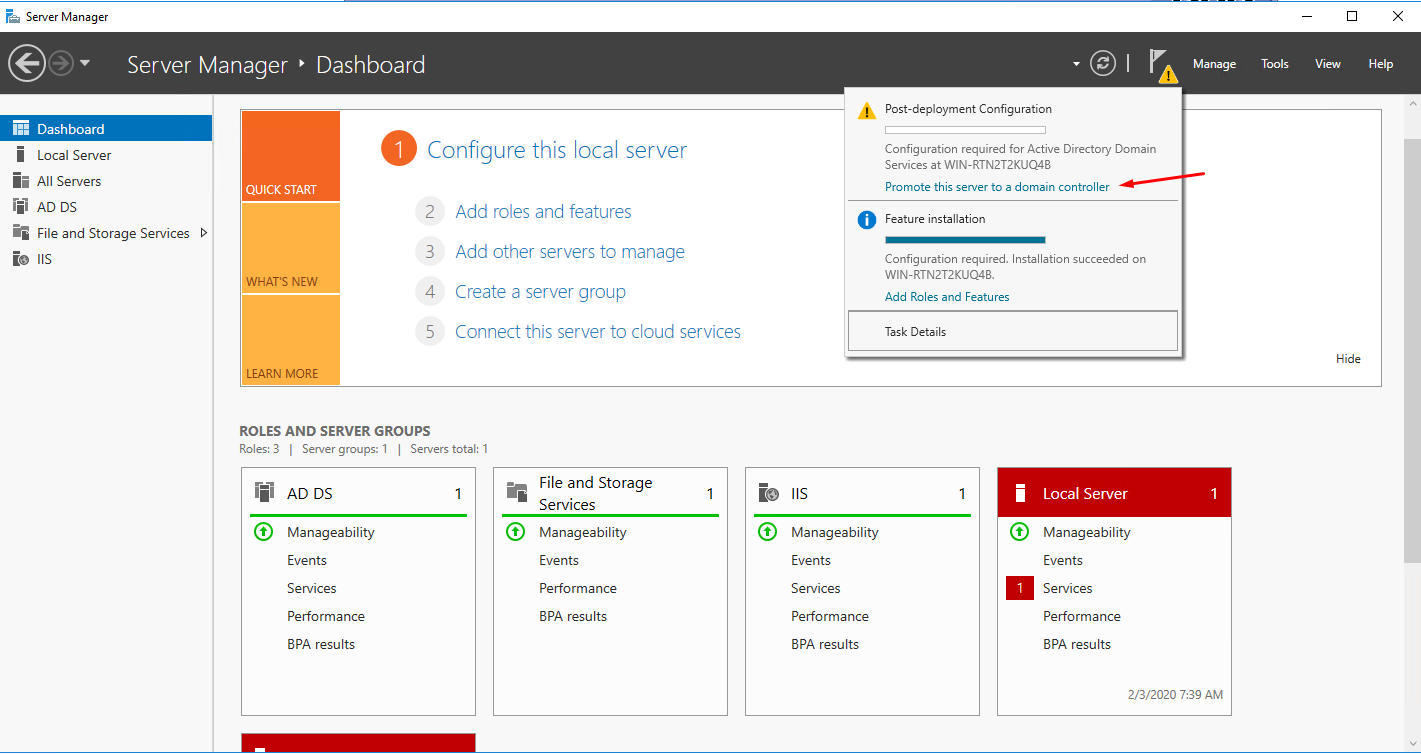 Server Manager
Server Manager ‣ Dashboard
Manage
Tools
View
Help
Dashboard
Local Server
All Servers
AD DS
File and Storage Services
IIS
QUICK START
WHAT'S NEW
LEARN MORE
1 Configure this local server
2 Add roles and features
3 Add other servers to manage
4 Create a server group
5 Connect this server to cloud services
Post-deployment Configuration
Configuration required for Active Directory Domain
Services at WIN-RTN2T2KUQ4B
Promote this server to a domain controller
Feature installation
Configuration required. Installation succeeded on
WIN-RTN2T2KUQ4B.
Add Roles and Features
Task Details
Hide
ROLES AND SERVER GROUPS
Roles: 3 | Server groups: 1 | Servers total: 1
AD DS 1
Manageability
Events
Services
Performance
BPA results
File and Storage
Services 1
Manageability
Events
Performance
BPA results
IIS 1
Manageability
Events
Services
Performance
BPA results
Local Server 1
Manageability
Events
1 Services
Performance
BPA results
2/3/2020 7:39 AM